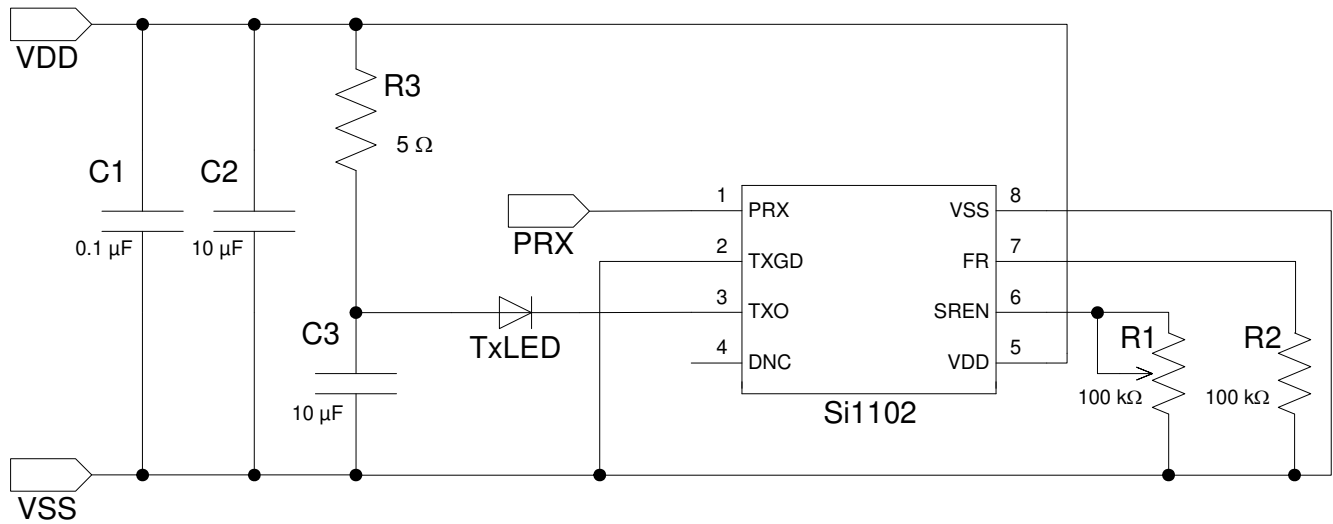 VDD
R3
5 Ω
C1
0.1 µF
C2
10 µF
PRX
1
PRX
2
TXGD
3
TXO
4
DNC
8
VSS
7
FR
6
SREN
5
VDD
Si1102
C3
10 µF
TxLED
R1
100 kΩ
R2
100 kΩ
VSS